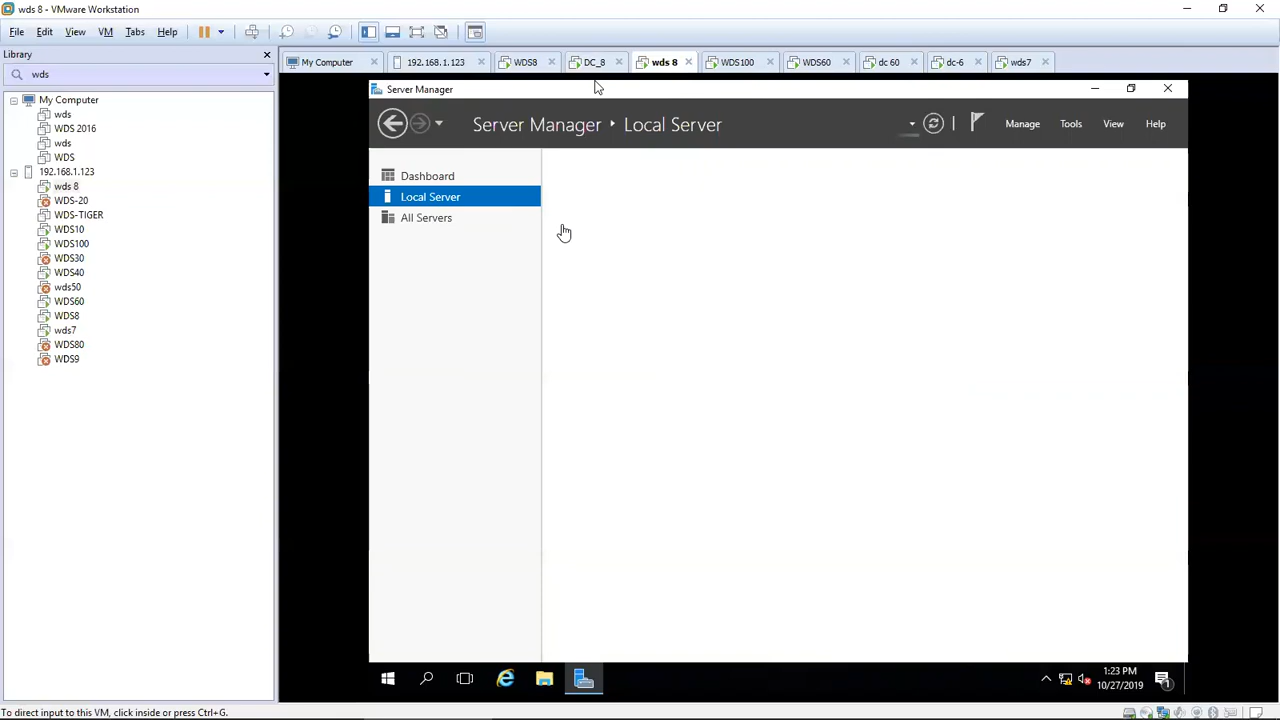 wds 8 - VMware Workstation
File Edit View VM Tabs Help
Library
wds
My Computer
wds
WDS 2016
wds
WDS
192.168.1.123
wds 8
WDS-20
WDS-TIGER
WDS10
WDS100
WDS30
WDS40
wds50
WDS60
WDS8
wds7
WDS80
WDS9
My Computer 192.168.1.123 WDS8 DC_8 wds 8 WDS100 WDS60 dc 60 dc-6 wds7
Server Manager
Server Manager Local Server
Manage Tools View Help
Dashboard
Local Server
All Servers
1:23 PM
10/27/2019
1
To direct input to this VM, click inside or press Ctrl+G.